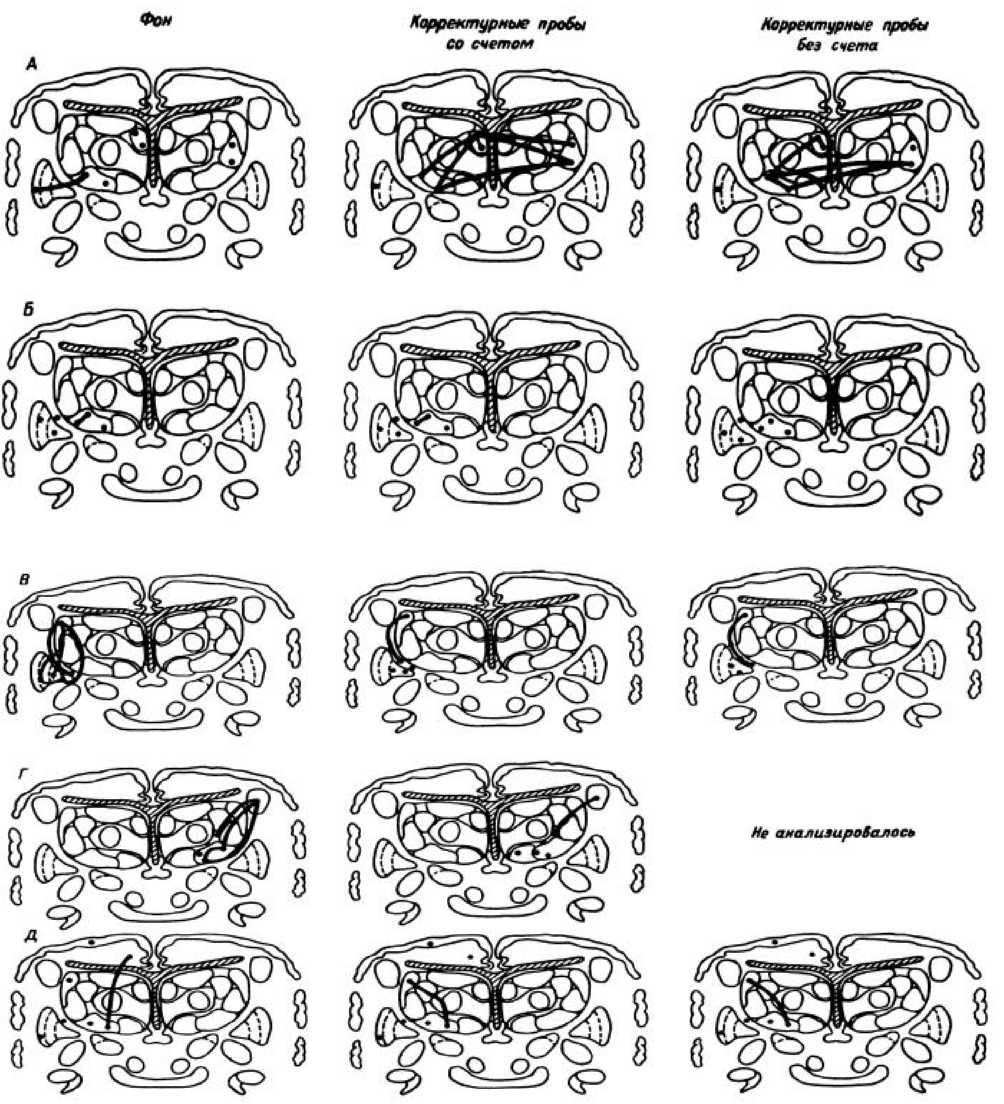 Фон
Корректурные пробы
со счетом
Корректурные пробы
без счета
А
Б
В
Г
Не анализировалось
Д